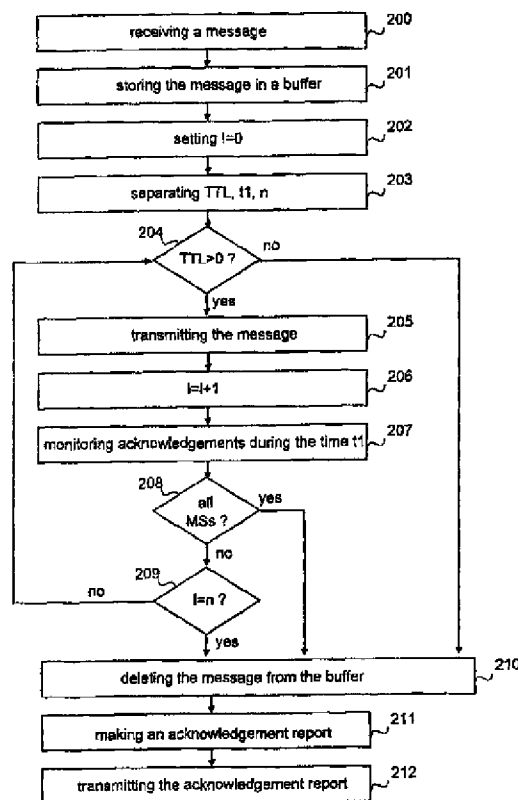 receiving a message 200
storing the message in a buffer 201
setting I=0 202
separating TTL, t1, n 203
204 TTL>0 ? no
yes
transmitting the message 205
I=I+1 206
monitoring acknowledgements during the time t1 207
208 all yes
MSs ?
no
209
no I=n ?
yes
deleting the message from the buffer 210
making an acknowledgement report 211
transmitting the acknowledgement report 212